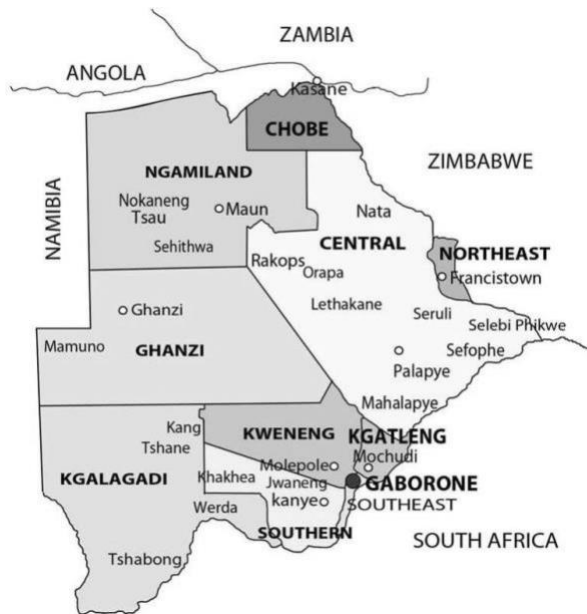 ZAMBIA
ANGOLA
Kasane
CHOBE
ZIMBABWE
NGAMILAND
NAMIBIA
Nokaneng
Tsau
Maun
Nata
Sehithwa
CENTRAL
NORTHEAST
Rakops
Orapa
Francistown
Ghanzi
Lethakane
Seruli
Selebi Phikwe
Mamuno
GHANZI
Sefophe
Palapye
Mahalapye
Kang
KWENENG
KGATLENG
Tshane
Mochudi
KGALAGADI
Khakhea
Molepole
Jwaneng
GABORONE
Werda
kanye
SOUTHEAST
SOUTHERN
SOUTH AFRICA
Tshabong